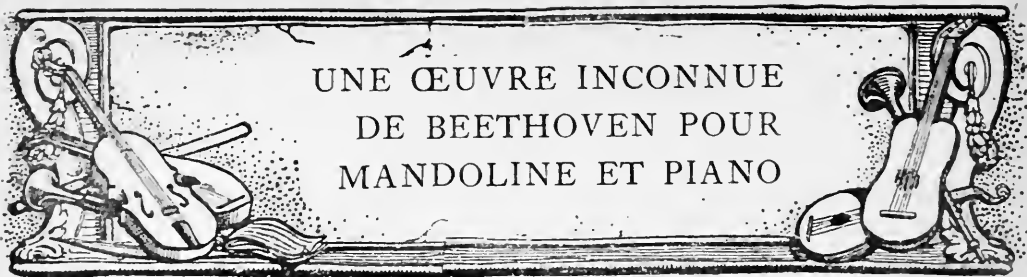 UNE ŒUVRE INCONNUE
DE BEETHOVEN POUR
MANDOLINE ET PIANO